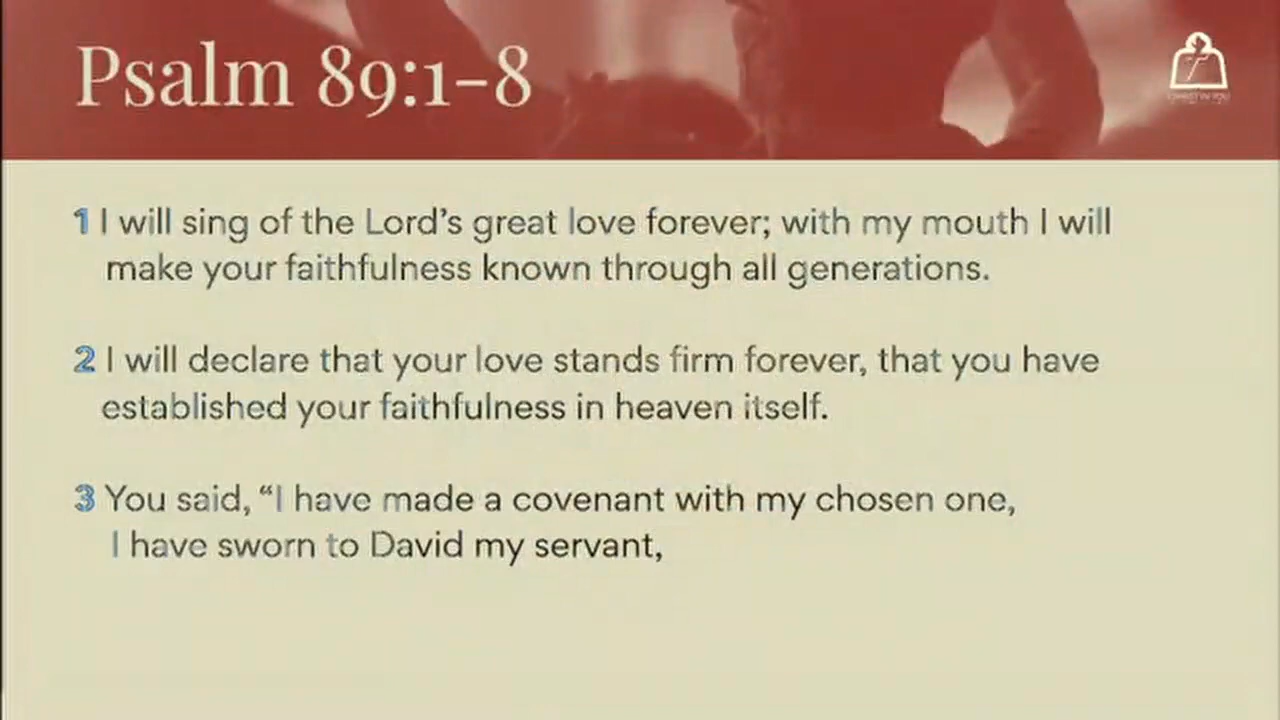 Psalm 89:1-8
1 I will sing of the Lord's great love forever; with my mouth I will
make your faithfulness known through all generations.
2 I will declare that your love stands firm forever, that you have
established your faithfulness in heaven itself.
3 You said, “I have made a covenant with my chosen one,
I have sworn to David my servant,